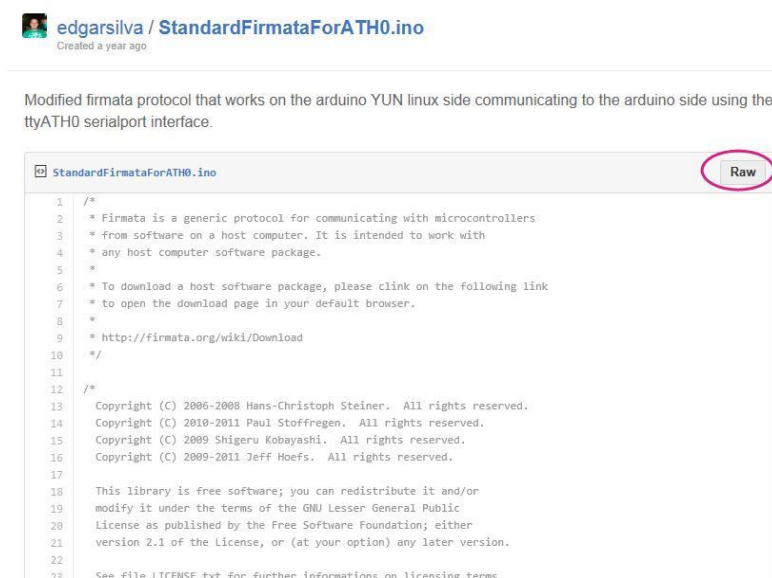 edgarsilva / StandardFirmataForATH0.ino
Created a year ago
Modified firmata protocol that works on the arduino YUN linux side communicating to the arduino side using the
ttyATH0 serialport interface.
StandardFirmataForATH0.ino
Raw
1 /*
2 * Firmata is a generic protocol for communicating with microcontrollers
3 * from software on a host computer. It is intended to work with
4 * any host computer software package.
5 *
6 * To download a host software package, please clink on the following link
7 * to open the download page in your default browser.
8 *
9 * http://firmata.org/wiki/Download
10 */
11
12 /*
13 Copyright (C) 2006-2008 Hans-Christoph Steiner. All rights reserved.
14 Copyright (C) 2010-2011 Paul Stoffregen. All rights reserved.
15 Copyright (C) 2009 Shigeru Kobayashi. All rights reserved.
16 Copyright (C) 2009-2011 Jeff Hoefs. All rights reserved.
17
18 This library is free software; you can redistribute it and/or
19 modify it under the terms of the GNU Lesser General Public
20 License as published by the Free Software Foundation; either
21 version 2.1 of the License, or (at your option) any later version.
22
23 See file LICENSE.txt for further informations on licensing terms.